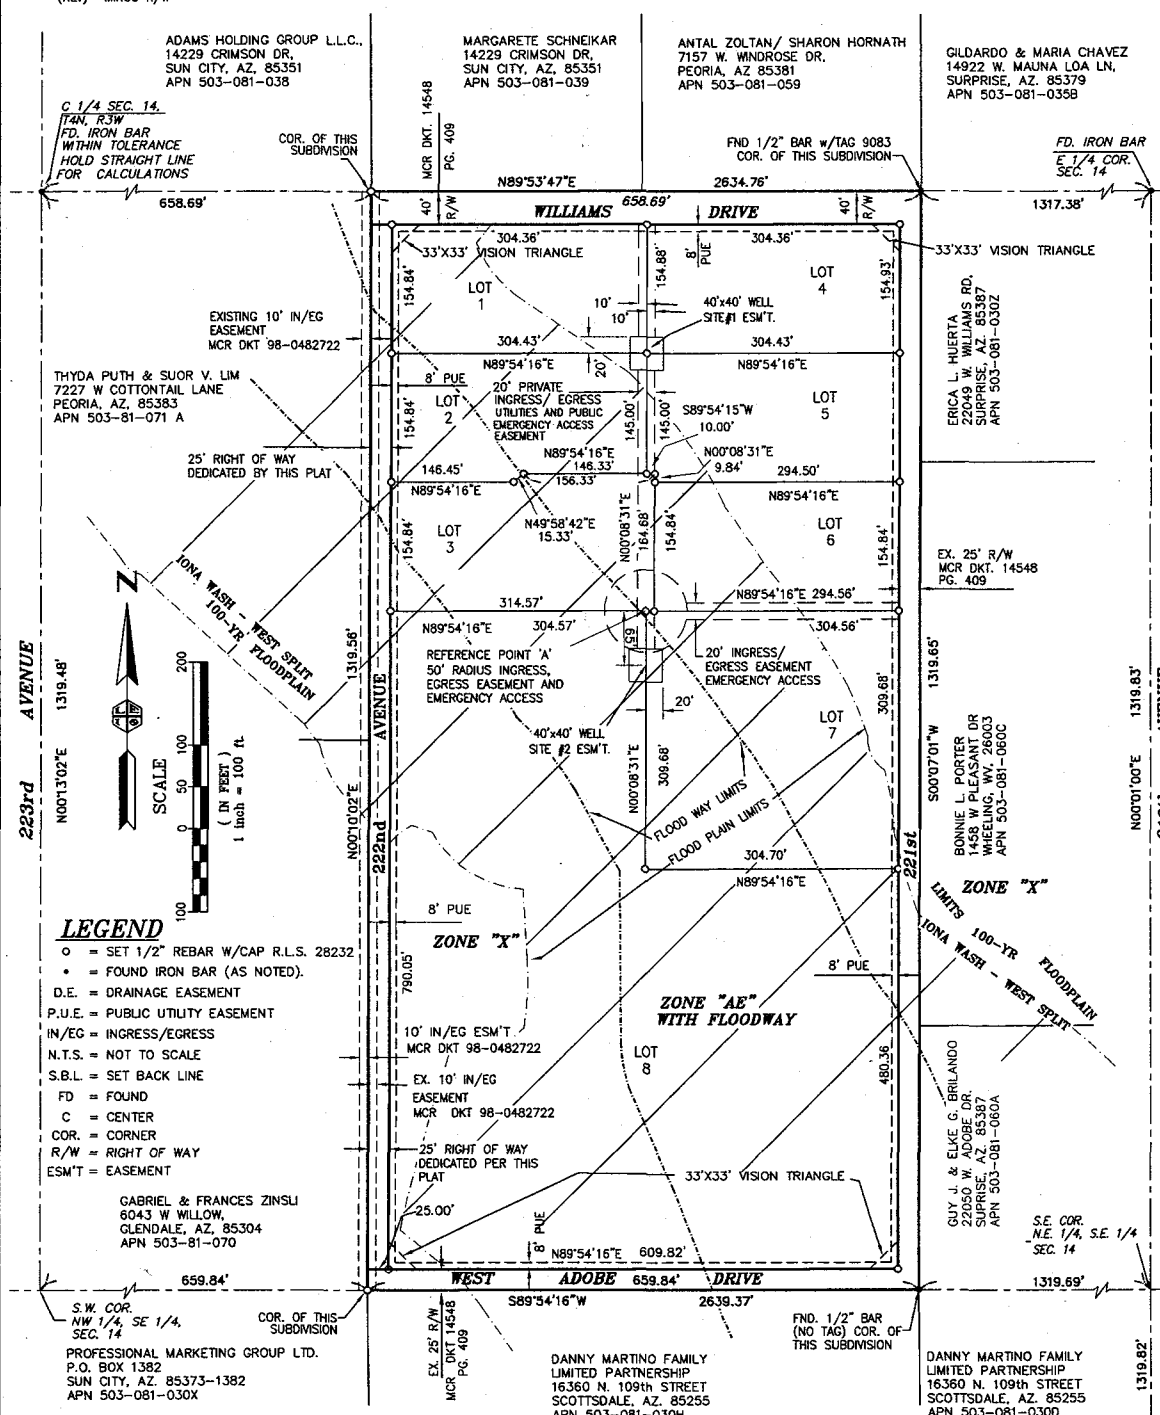 ADAMS HOLDING GROUP L.L.C.,
14229 CRIMSON DR,
SUN CITY, AZ, 85351
APN 503-081-038
MARGARETE SCHNEIKAR
14229 CRIMSON DR,
SUN CITY, AZ, 85351
APN 503-081-039
ANTAL ZOLTAN/ SHARON HORNATH
7157 W. WINDROSE DR.
PEORIA, AZ 85381
APN 503-081-059
GILDARDO & MARIA CHAVEZ
14922 W. MAUNA LOA LN,
SURPRISE, AZ. 85379
APN 503-081-035B
C 1/4 SEC. 14,
T4N, R3W
FD. IRON BAR
WITHIN TOLERANCE
HOLD STRAIGHT LINE
FOR CALCULATIONS
COR. OF THIS
SUBDIVISION
MCR DKT. 14548
PG. 409
FND 1/2" BAR w/TAG 9083
COR. OF THIS SUBDIVISION
FD. IRON BAR
E 1/4 COR.
SEC. 14
N89°53'47"E
2634.76'
658.69'
658.69'
1317.38'
40'
R/W
WILLIAMS
DRIVE
40'
R/W
304.36'
304.36'
8'
PUE
33'X33' VISION TRIANGLE
33'X33' VISION TRIANGLE
154.84'
154.88'
154.93'
LOT
1
LOT
4
10'
10'
40'x40' WELL
SITE#1 ESM'T.
EXISTING 10' IN/EG
EASEMENT
MCR DKT 98-0482722
304.43'
304.43'
N89°54'16"E
N89°54'16"E
20'
ERICA L. HUERTA
22049 W. WILLIAMS RD,
SURPRISE, AZ. 85387
APN 503-081-030Z
THYDA PUTH & SUOR V. LIM
7227 W COTTONTAIL LANE
PEORIA, AZ, 85383
APN 503-81-071 A
8' PUE
LOT
2
154.84'
20' PRIVATE
INGRESS/ EGRESS
UTILITIES AND PUBLIC
EMERGENCY ACCESS
EASEMENT
145.00'
145.00'
LOT
5
S89°54'15"W
10.00'
N00°08'31"E
9.84'
25' RIGHT OF WAY
DEDICATED BY THIS PLAT
N89°54'16"E
146.45'
146.33'
156.33'
294.50'
N89°54'16"E
N89°54'16"E
N49°58'42"E
15.33'
LOT
3
154.84'
N00°08'31"E
164.68'
154.84'
LOT
6
154.84'
EX. 25' R/W
MCR DKT. 14548
PG. 409
IONA WASH - WEST SPLIT
100-YR FLOODPLAIN
314.57'
N89°54'16"E 294.56'
N89°54'16"E
304.57'
304.56'
65'
REFERENCE POINT 'A'
50' RADIUS INGRESS,
EGRESS EASEMENT AND
EMERGENCY ACCESS
20' INGRESS/
EGRESS EASEMENT
EMERGENCY ACCESS
20'
40'x40' WELL
SITE #2 ESM'T.
LOT
7
309.68'
309.68'
N00°08'31"E
223rd AVENUE
1319.48'
N00°13'02"E
N
200
100
50
0
100
SCALE
( IN FEET )
1 inch = 100 ft.
1319.56'
N00°10'02"E
222nd AVENUE
1319.65'
S00°07'01"W
221st
BONNIE L. PORTER
1458 W PLEASANT DR
WHEELING, WV, 26003
APN 503-081-060C
1319.83'
N00°01'00"E
FLOOD WAY LIMITS
FLOOD PLAIN LIMITS
304.70'
N89°54'16"E
ZONE "X"
LIMITS 100-YR FLOODPLAIN
IONA WASH - WEST SPLIT
LEGEND
o = SET 1/2" REBAR W/CAP R.L.S. 28232
• = FOUND IRON BAR (AS NOTED).
D.E. = DRAINAGE EASEMENT
P.U.E. = PUBLIC UTILITY EASEMENT
IN/EG = INGRESS/EGRESS
N.T.S. = NOT TO SCALE
S.B.L. = SET BACK LINE
FD = FOUND
C = CENTER
COR. = CORNER
R/W = RIGHT OF WAY
ESM'T = EASEMENT
8' PUE
ZONE "X"
790.05'
8' PUE
ZONE "AE"
WITH FLOODWAY
10' IN/EG ESM'T
MCR DKT 98-0482722
LOT
8
480.36
EX. 10' IN/EG
EASEMENT
MCR DKT 98-0482722
25' RIGHT OF WAY
DEDICATED PER THIS
PLAT
33'X33' VISION TRIANGLE
GUY J. & ELKE G. BRILANDO
22050 W. ADOBE DR.
SUPRISE, AZ. 85387
APN 503-081-060A
GABRIEL & FRANCES ZINSLI
6043 W WILLOW,
GLENDALE, AZ, 85304
APN 503-81-070
25.00'
8' PUE
N89°54'16"E 609.82'
S.E. COR.
N.E. 1/4, S.E. 1/4
SEC. 14
659.84'
WEST ADOBE 659.84' DRIVE
1319.69'
S89°54'16"W
2639.37'
S.W. COR.
NW 1/4, SE 1/4,
SEC. 14
COR. OF THIS
SUBDIVISION
EX. 25' R/W
MCR DKT 14548
PG. 409
FND. 1/2" BAR
(NO TAG) COR. OF
THIS SUBDIVISION
PROFESSIONAL MARKETING GROUP LTD.
P.O. BOX 1382
SUN CITY, AZ. 85373-1382
APN 503-081-030X
DANNY MARTINO FAMILY
LIMITED PARTNERSHIP
16360 N. 109th STREET
SCOTTSDALE, AZ. 85255
APN 503-081-030H
DANNY MARTINO FAMILY
LIMITED PARTNERSHIP
16360 N. 109th STREET
SCOTTSDALE, AZ. 85255
APN 503-081-030D
1319.82'